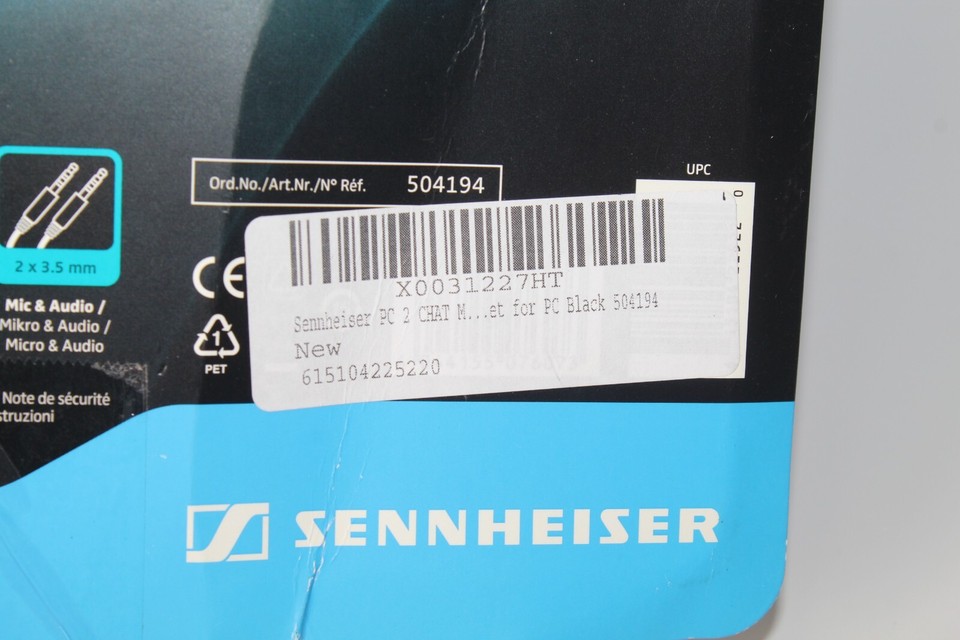 Ord.No./Art.Nr./N° Réf. 504194
UPC
2 x 3.5 mm
Mic & Audio /
Mikro & Audio /
Micro & Audio
CE
1
PET
X0031227HT
Sennheiser PC 2 CHAT M...et for PC Black 504194
New
615104225220
Note de sécurité
struzioni
SENNHEISER